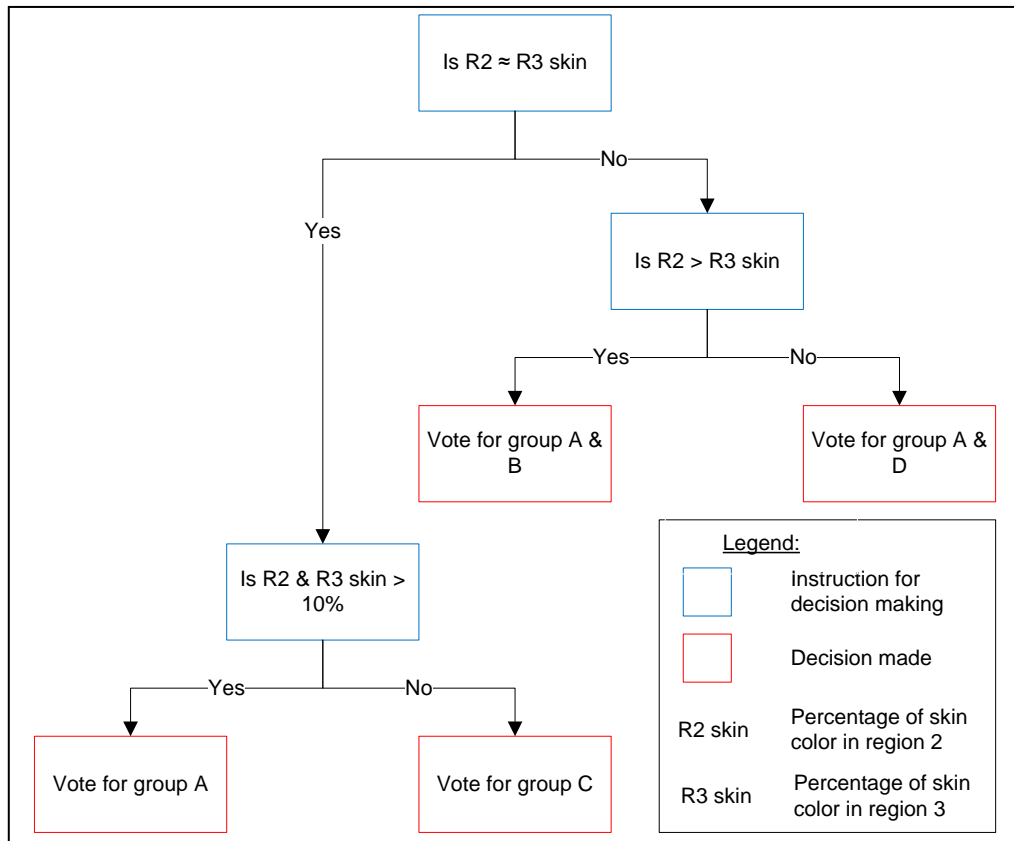 Is R2 ≈ R3 skin
No
Yes
Is R2 > R3 skin
Yes
No
Vote for group A &
B
Vote for group A &
D
Is R2 & R3 skin >
10%
Yes
No
Vote for group A
Vote for group C
Legend:
Instruction for
decision making
Decision made
R2 skin
Percentage of skin
color in region 2
R3 skin
Percentage of skin
color in region 3